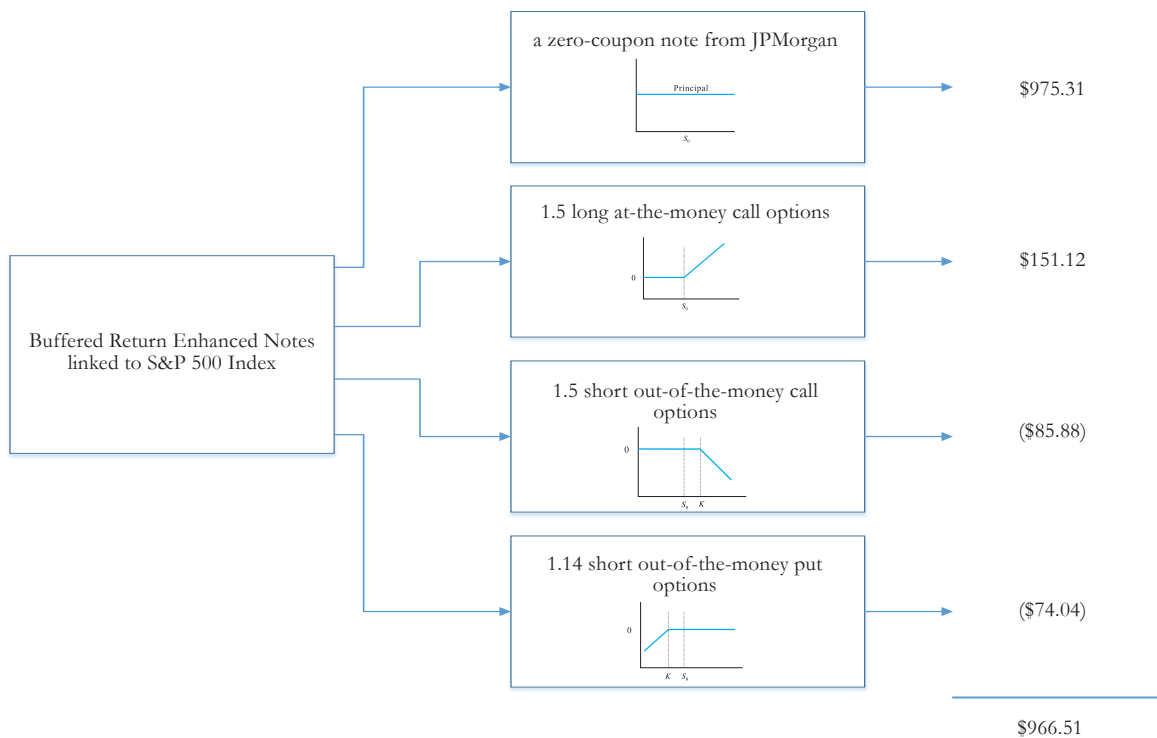 a zero-coupon note from JPMorgan
Principal
S₀
$975.31
1.5 long at-the-money call options
0
S₀
$151.12
Buffered Return Enhanced Notes
linked to S&P 500 Index
1.5 short out-of-the-money call
options
0
S₀ K
($85.88)
1.14 short out-of-the-money put
options
0
K S₀
($74.04)
$966.51